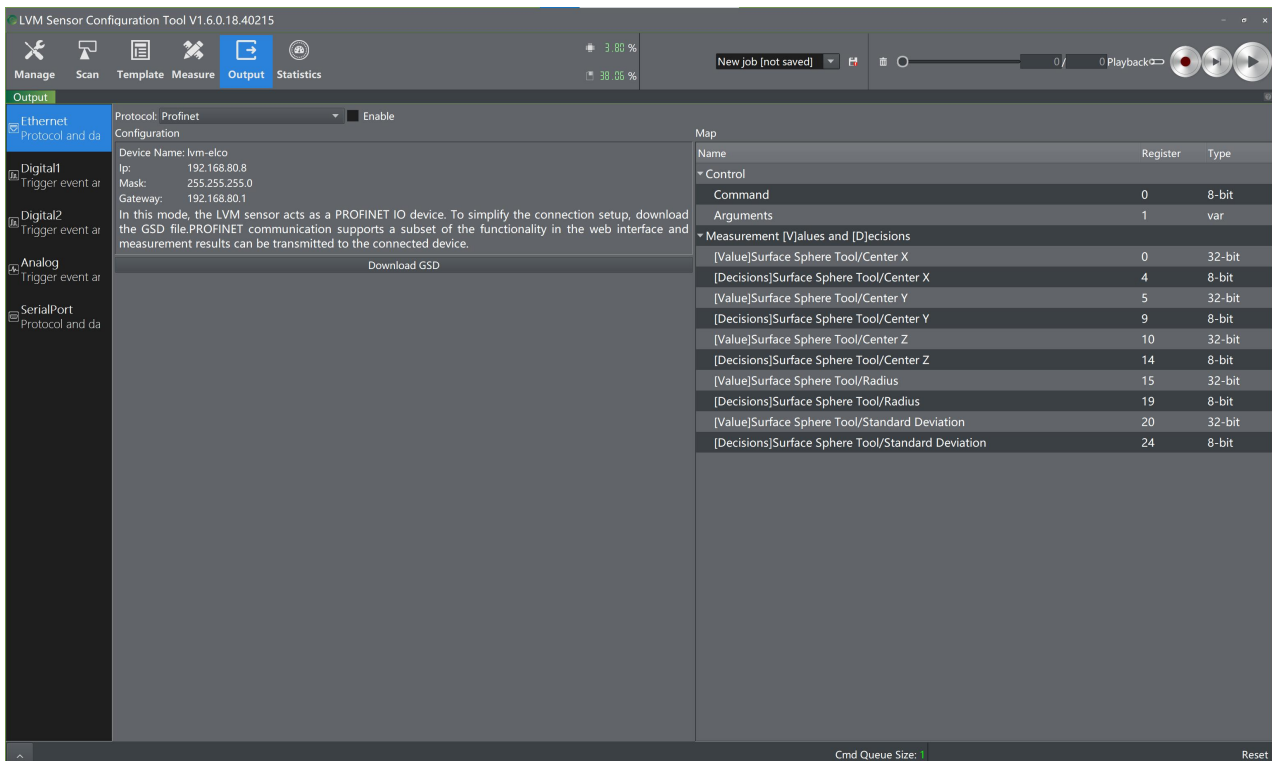 LVM Sensor Configuration Tool V1.6.0.18.40215
Manage Scan Template Measure Output Statistics
3.80 %
38.06 %
New job [not saved]
0/ 0 Playback
Output
Ethernet
Protocol and da
Digital1
Trigger event ar
Digital2
Trigger event ar
Analog
Trigger event ar
SerialPort
Protocol and da
Protocol: Profinet Enable
Configuration
Device Name: lvm-elco
Ip: 192.168.80.8
Mask: 255.255.255.0
Gateway: 192.168.80.1
In this mode, the LVM sensor acts as a PROFINET IO device. To simplify the connection setup, download
the GSD file.PROFINET communication supports a subset of the functionality in the web interface and
measurement results can be transmitted to the connected device.
Download GSD
Map
Name Register Type
Control
Command 0 8-bit
Arguments 1 var
Measurement [V]alues and [D]ecisions
[Value]Surface Sphere Tool/Center X 0 32-bit
[Decisions]Surface Sphere Tool/Center X 4 8-bit
[Value]Surface Sphere Tool/Center Y 5 32-bit
[Decisions]Surface Sphere Tool/Center Y 9 8-bit
[Value]Surface Sphere Tool/Center Z 10 32-bit
[Decisions]Surface Sphere Tool/Center Z 14 8-bit
[Value]Surface Sphere Tool/Radius 15 32-bit
[Decisions]Surface Sphere Tool/Radius 19 8-bit
[Value]Surface Sphere Tool/Standard Deviation 20 32-bit
[Decisions]Surface Sphere Tool/Standard Deviation 24 8-bit
Cmd Queue Size: 1
Reset